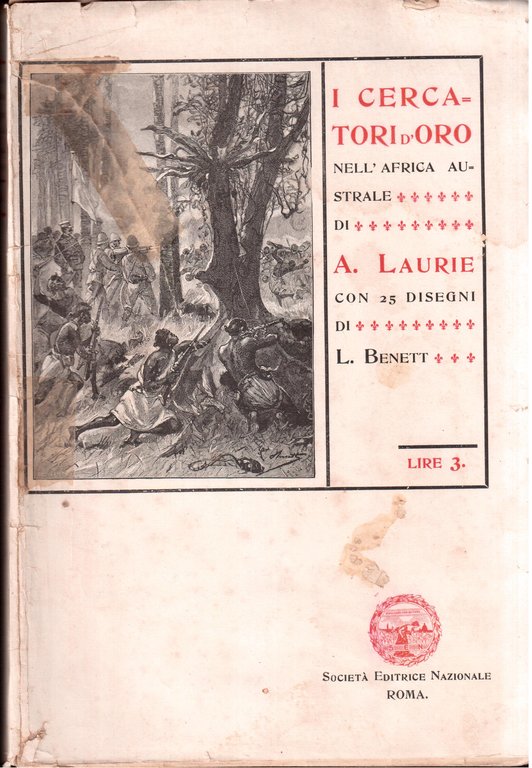 I CERCA=
TORI D'ORO
NELL'AFRICA AU=
STRALE
DI
A. LAURIE
CON 25 DISEGNI
DI
L. BENETT
LIRE 3.
SOCIETÀ EDITRICE NAZIONALE
ROMA.